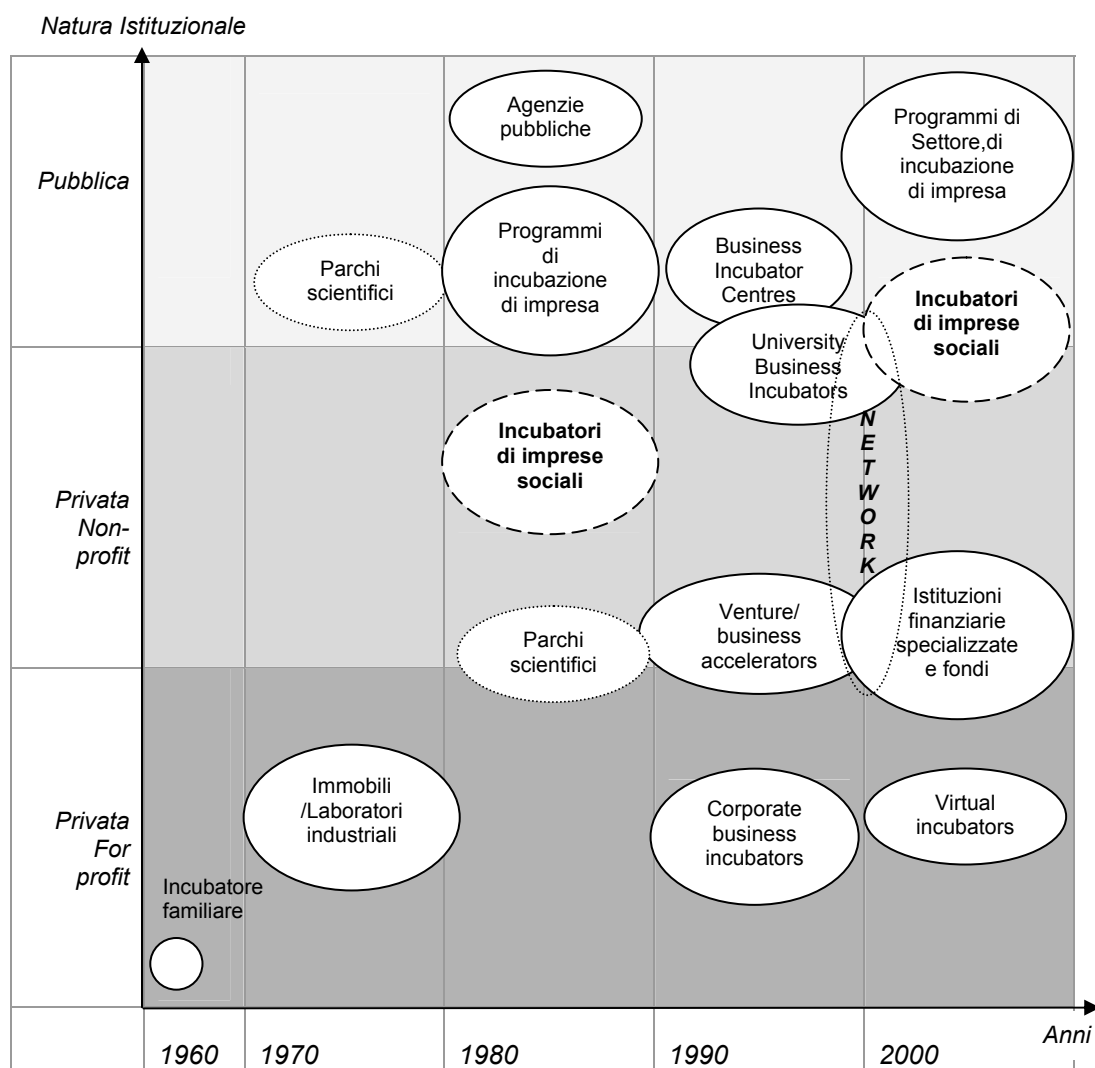 Natura Istituzionale
Pubblica
Agenzie
pubbliche
Programmi di
Settore,di
incubazione
di impresa
Parchi
scientifici
Programmi
di
incubazione
di impresa
Business
Incubator
Centres
Incubatori
di imprese
sociali
University
Business
Incubators
Privata
Non-
profit
Incubatori
di imprese
sociali
N
E
T
W
O
R
K
Parchi
scientifici
Venture/
business
accelerators
Istituzioni
finanziarie
specializzate
e fondi
Privata
For
profit
Immobili
/Laboratori
industriali
Corporate
business
incubators
Virtual
incubators
Incubatore
familiare
Anni
1960 1970 1980 1990 2000